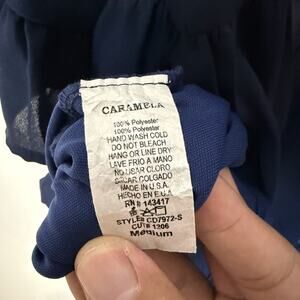 CARAMELA
100% Polyester
100% Polyester
HAND WASH COLD
DO NOT BLEACH
HANG OR LINE DRY
LAVE FRIO A MANO
NO USAR CLORO
SECAR COLGADO
MADE IN U.S.A.
HECHO EN E.U.A.
RN # 143417
STYLE# CD7972-S
CUT# 1206
Medium